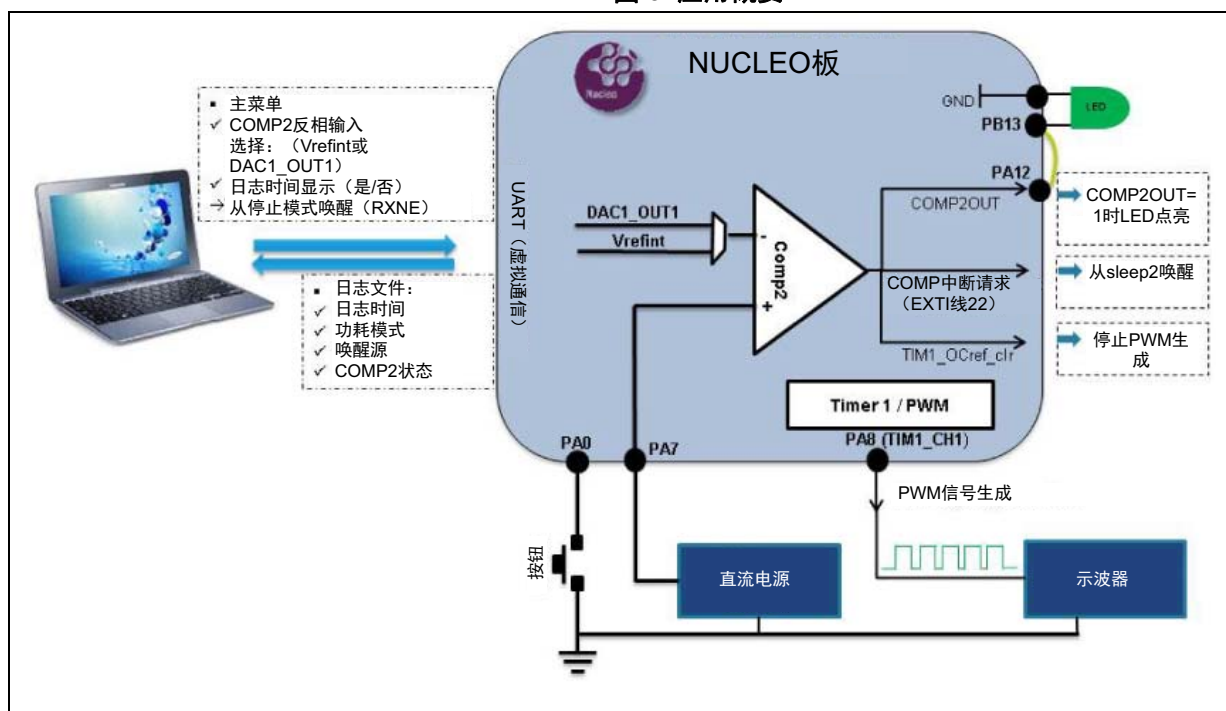 NUCLEO板
Nucleo
▪ 主菜单
✓ COMP2反相输入
选择：（Vrefint或
DAC1_OUT1）
✓ 日志时间显示（是/否）
→ 从停止模式唤醒（RXNE）
▪ 日志文件：
✓ 日志时间
✓ 功耗模式
✓ 唤醒源
✓ COMP2状态
UART（虚拟通信）
DAC1_OUT1
Vrefint
-
+
Comp2
GND
LED
PB13
PA12
COMP2OUT
COMP2OUT=
1时LED点亮
COMP中断请求
（EXTI线22）
从sleep2唤醒
TIM1_OCref_clr
停止PWM生
成
Timer 1 / PWM
PA8 (TIM1_CH1)
PA0
PA7
PWM信号生成
按钮
直流电源
示波器